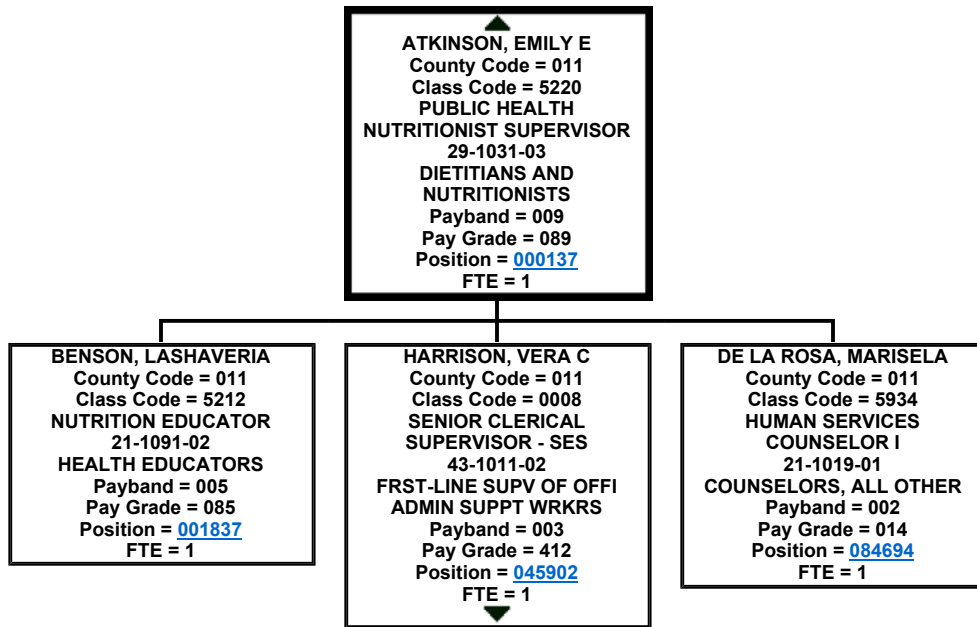 ATKINSON, EMILY E
County Code = 011
Class Code = 5220
PUBLIC HEALTH
NUTRITIONIST SUPERVISOR
29-1031-03
DIETITIANS AND
NUTRITIONISTS
Payband = 009
Pay Grade = 089
Position = 000137
FTE = 1
BENSON, LASHAVERIA
County Code = 011
Class Code = 5212
NUTRITION EDUCATOR
21-1091-02
HEALTH EDUCATORS
Payband = 005
Pay Grade = 085
Position = 001837
FTE = 1
HARRISON, VERA C
County Code = 011
Class Code = 0008
SENIOR CLERICAL
SUPERVISOR - SES
43-1011-02
FRST-LINE SUPV OF OFFI
ADMIN SUPPT WRKRS
Payband = 003
Pay Grade = 412
Position = 045902
FTE = 1
DE LA ROSA, MARISELA
County Code = 011
Class Code = 5934
HUMAN SERVICES
COUNSELOR I
21-1019-01
COUNSELORS, ALL OTHER
Payband = 002
Pay Grade = 014
Position = 084694
FTE = 1